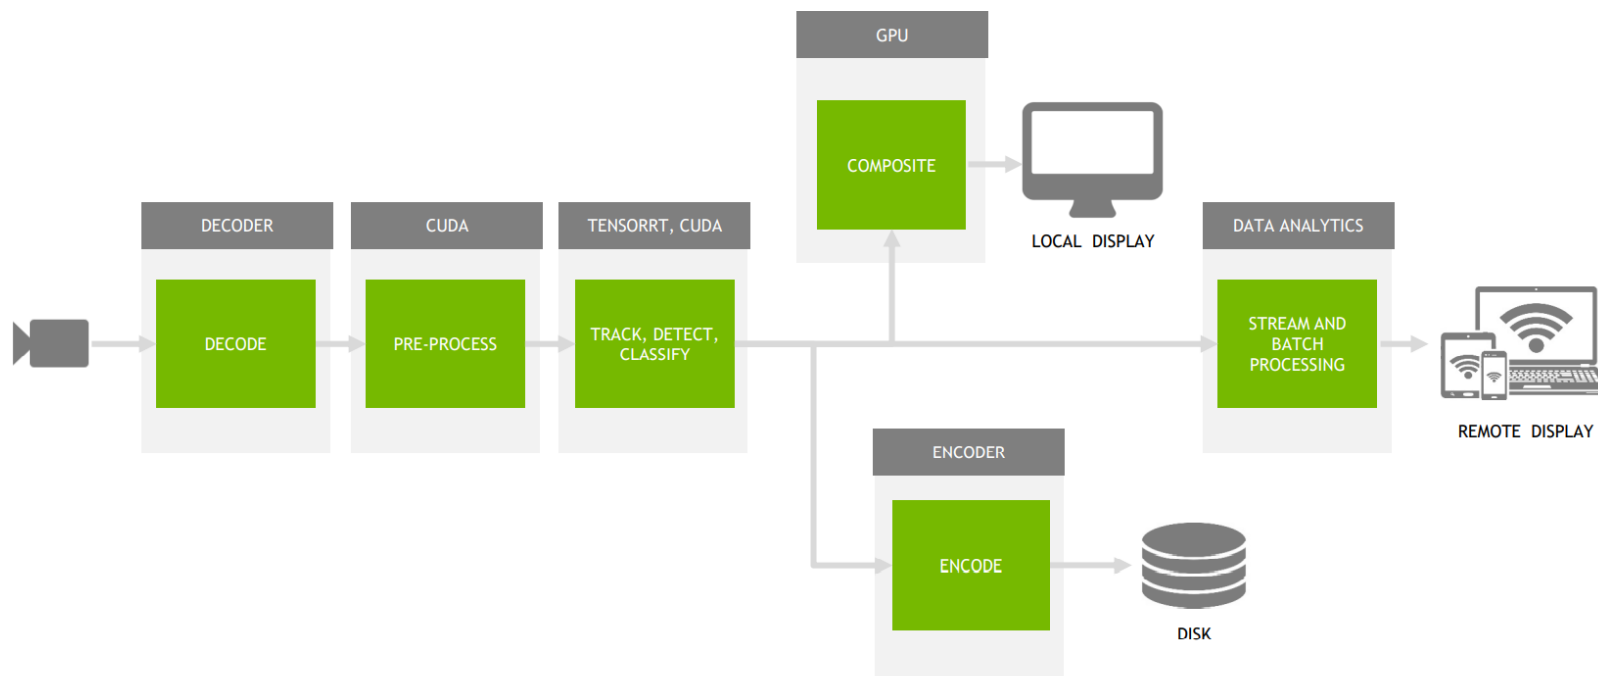 GPU
COMPOSITE
LOCAL DISPLAY
DECODER
DECODE
CUDA
PRE-PROCESS
TENSORRT, CUDA
TRACK, DETECT,
CLASSIFY
DATA ANALYTICS
STREAM AND
BATCH
PROCESSING
REMOTE DISPLAY
ENCODER
ENCODE
DISK